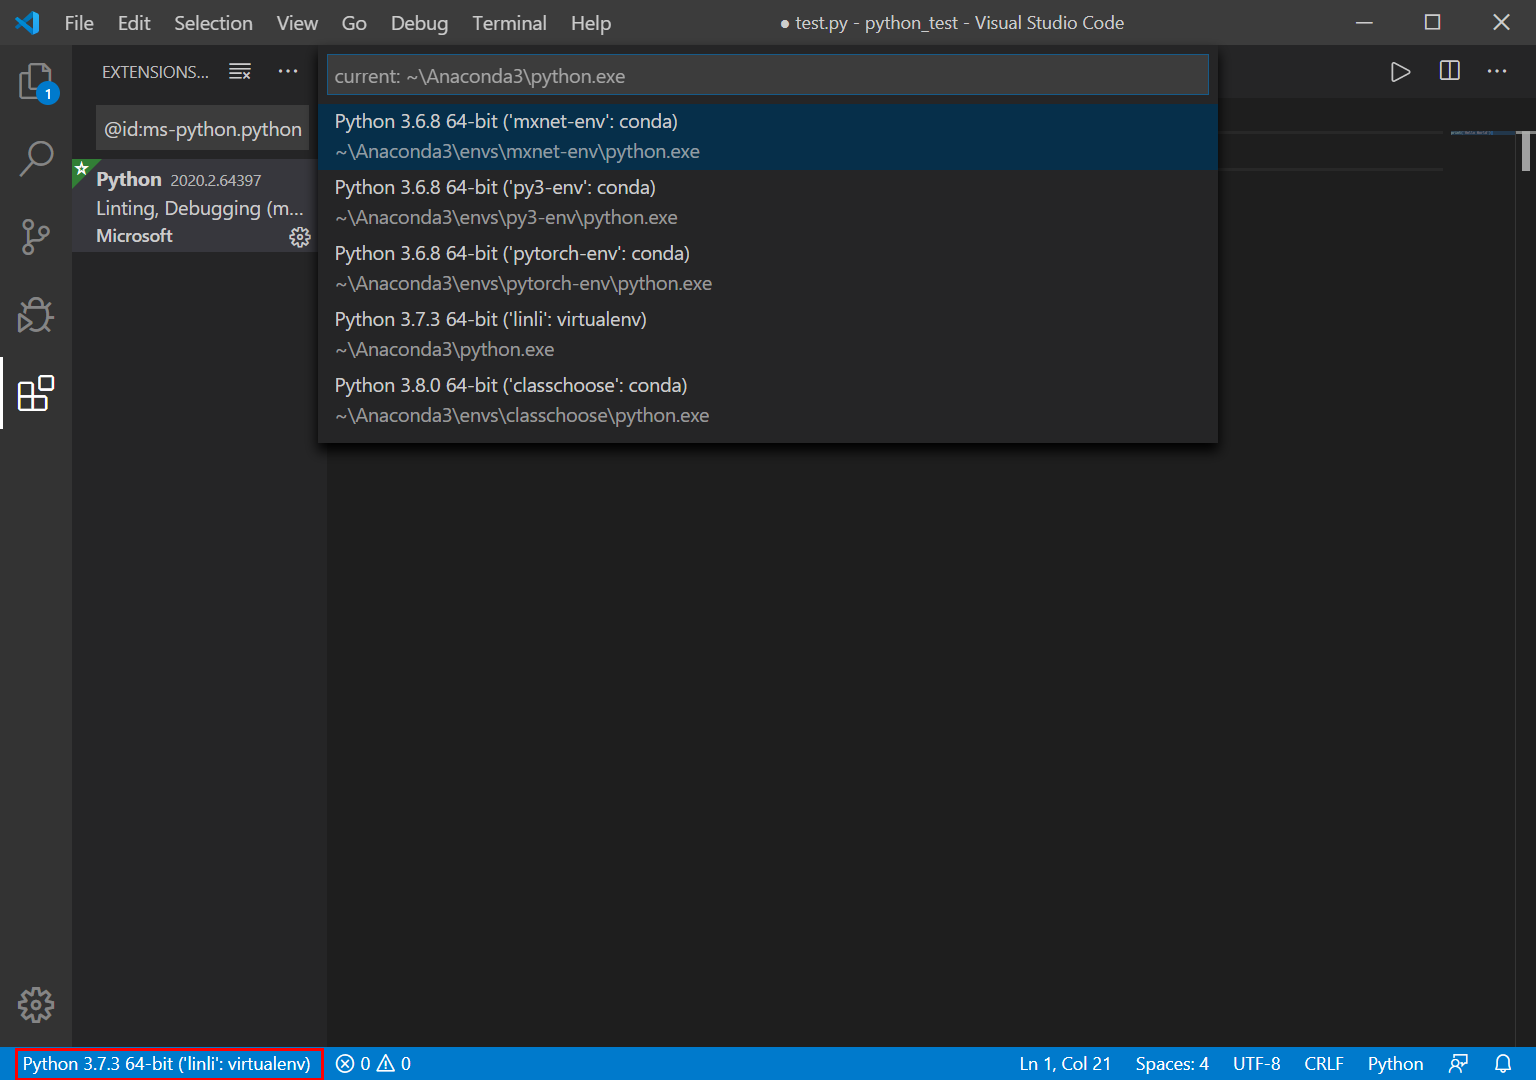 File Edit Selection View Go Debug Terminal Help ● test.py - python_test - Visual Studio Code
EXTENSIONS...
1
@id:ms-python.python
Python 2020.2.64397
Linting, Debugging (m...
Microsoft
current: ~\Anaconda3\python.exe
Python 3.6.8 64-bit ('mxnet-env': conda)
~\Anaconda3\envs\mxnet-env\python.exe
Python 3.6.8 64-bit ('py3-env': conda)
~\Anaconda3\envs\py3-env\python.exe
Python 3.6.8 64-bit ('pytorch-env': conda)
~\Anaconda3\envs\pytorch-env\python.exe
Python 3.7.3 64-bit ('linli': virtualenv)
~\Anaconda3\python.exe
Python 3.8.0 64-bit ('classchoose': conda)
~\Anaconda3\envs\classchoose\python.exe
Python 3.7.3 64-bit ('linli': virtualenv) 0 0 Ln 1, Col 21 Spaces: 4 UTF-8 CRLF Python